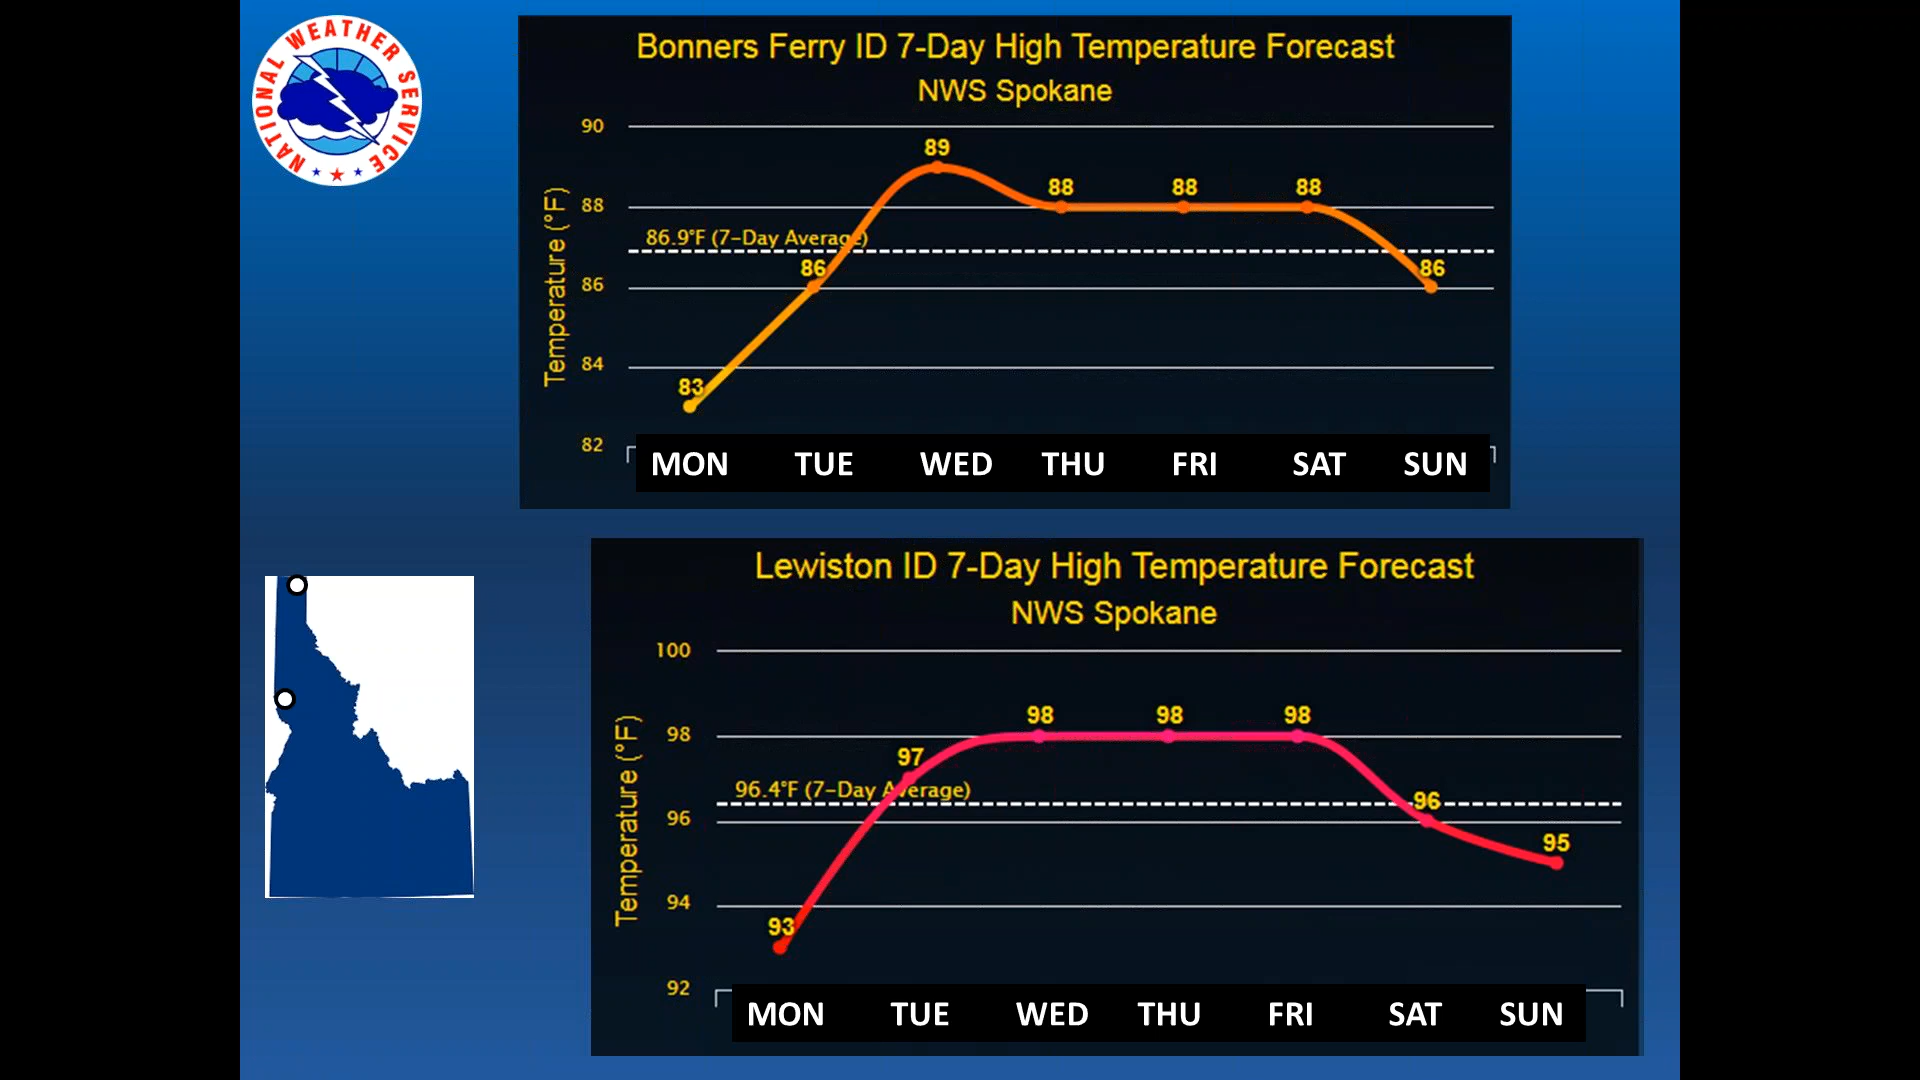 NATIONAL WEATHER SERVICE
Bonners Ferry ID 7-Day High Temperature Forecast
NWS Spokane
Temperature (°F)
90
88
86
84
82
86.9°F (7-Day Average)
83
86
89
88
88
88
86
MON TUE WED THU FRI SAT SUN
Lewiston ID 7-Day High Temperature Forecast
NWS Spokane
Temperature (°F)
100
98
96
94
92
96.4°F (7-Day Average)
93
97
98
98
98
96
95
MON TUE WED THU FRI SAT SUN